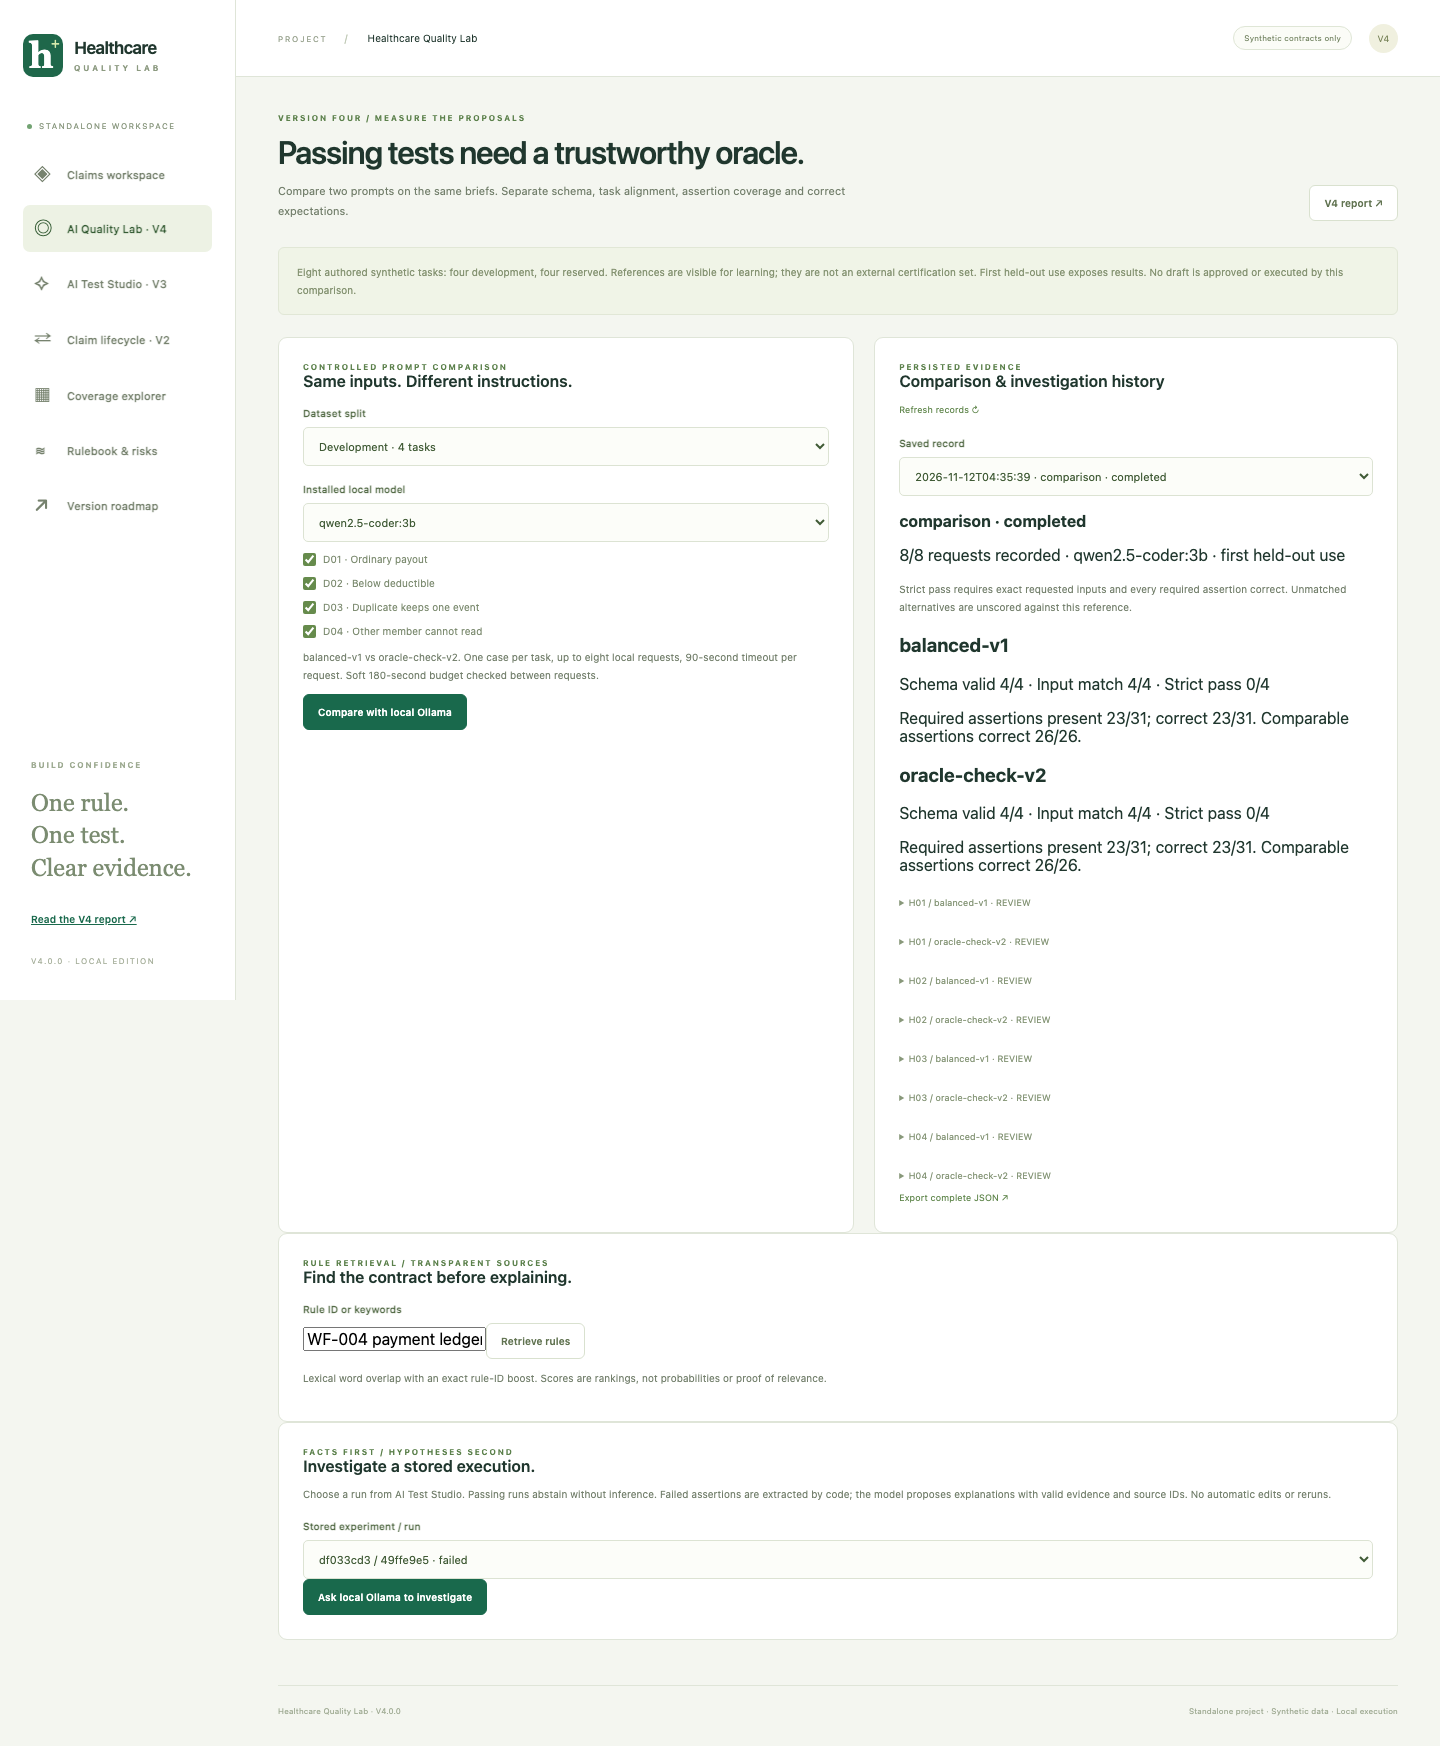 h+
Healthcare
QUALITY LAB
STANDALONE WORKSPACE
Claims workspace
AI Quality Lab · V4
AI Test Studio · V3
Claim lifecycle · V2
Coverage explorer
Rulebook & risks
Version roadmap
BUILD CONFIDENCE
One rule.
One test.
Clear evidence.
Read the V4 report ↗
V4.0.0 · LOCAL EDITION
PROJECT / Healthcare Quality Lab
Synthetic contracts only
V4
VERSION FOUR / MEASURE THE PROPOSALS
Passing tests need a trustworthy oracle.
Compare two prompts on the same briefs. Separate schema, task alignment, assertion coverage and correct
expectations.
V4 report ↗
Eight authored synthetic tasks: four development, four reserved. References are visible for learning; they are not an external certification set. First held-out use exposes results. No draft is approved or executed by this
comparison.
CONTROLLED PROMPT COMPARISON
Same inputs. Different instructions.
Dataset split
Development · 4 tasks
Installed local model
qwen2.5-coder:3b
D01 · Ordinary payout
D02 · Below deductible
D03 · Duplicate keeps one event
D04 · Other member cannot read
balanced-v1 vs oracle-check-v2. One case per task, up to eight local requests, 90-second timeout per
request. Soft 180-second budget checked between requests.
Compare with local Ollama
PERSISTED EVIDENCE
Comparison & investigation history
Refresh records ↻
Saved record
2026-11-12T04:35:39 · comparison · completed
comparison · completed
8/8 requests recorded · qwen2.5-coder:3b · first held-out use
Strict pass requires exact requested inputs and every required assertion correct. Unmatched
alternatives are unscored against this reference.
balanced-v1
Schema valid 4/4 · Input match 4/4 · Strict pass 0/4
Required assertions present 23/31; correct 23/31. Comparable
assertions correct 26/26.
oracle-check-v2
Schema valid 4/4 · Input match 4/4 · Strict pass 0/4
Required assertions present 23/31; correct 23/31. Comparable
assertions correct 26/26.
▸ H01 / balanced-v1 · REVIEW
▸ H01 / oracle-check-v2 · REVIEW
▸ H02 / balanced-v1 · REVIEW
▸ H02 / oracle-check-v2 · REVIEW
▸ H03 / balanced-v1 · REVIEW
▸ H03 / oracle-check-v2 · REVIEW
▸ H04 / balanced-v1 · REVIEW
▸ H04 / oracle-check-v2 · REVIEW
Export complete JSON ↗
RULE RETRIEVAL / TRANSPARENT SOURCES
Find the contract before explaining.
Rule ID or keywords
WF-004 payment ledger
Retrieve rules
Lexical word overlap with an exact rule-ID boost. Scores are rankings, not probabilities or proof of relevance.
FACTS FIRST / HYPOTHESES SECOND
Investigate a stored execution.
Choose a run from AI Test Studio. Passing runs abstain without inference. Failed assertions are extracted by code; the model proposes explanations with valid evidence and source IDs. No automatic edits or reruns.
Stored experiment / run
df033cd3 / 49ffe9e5 · failed
Ask local Ollama to investigate
Healthcare Quality Lab · V4.0.0
Standalone project · Synthetic data · Local execution